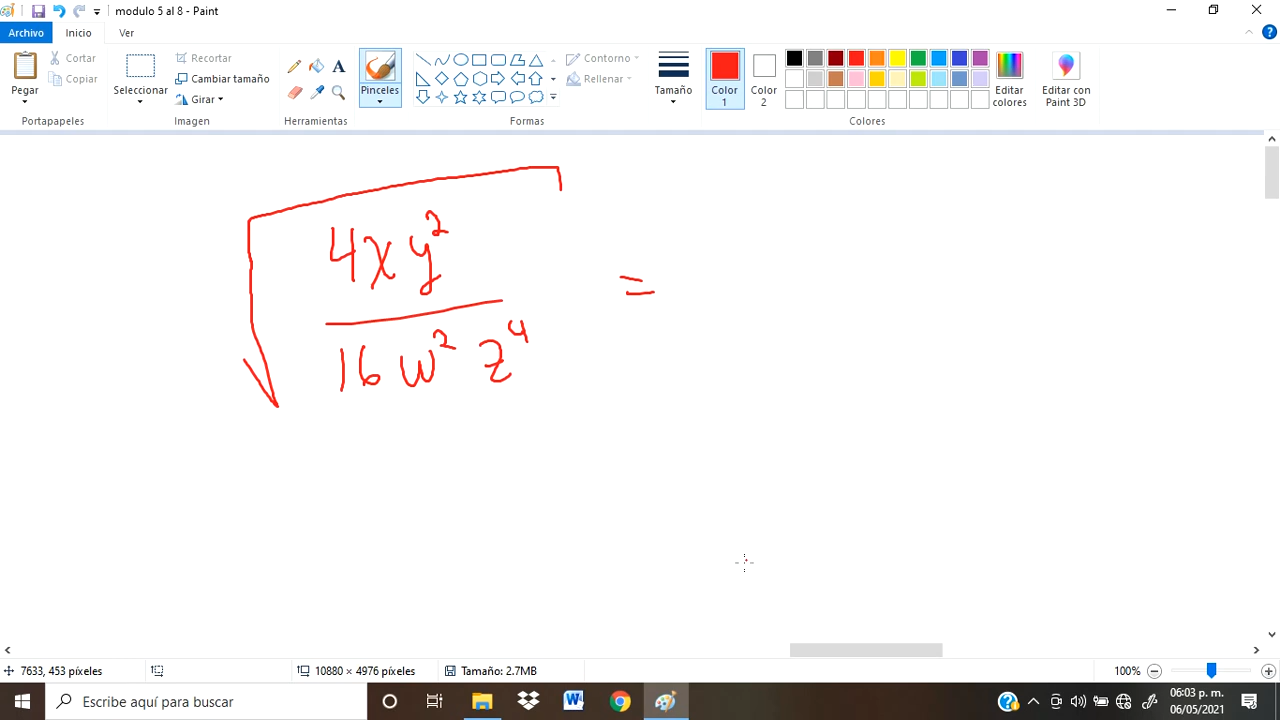 modulo 5 al 8 - Paint
Archivo Inicio Ver
Pegar
Cortar
Copiar
Portapapeles
Seleccionar
Recortar
Cambiar tamaño
Girar
Imagen
A
Herramientas
Pinceles
Contorno
Rellenar
Formas
Tamaño
Color 1
Color 2
Editar colores
Colores
Editar con Paint 3D
√
4xy²
=
16w² z⁴
7633, 453 píxeles 10880 × 4976 píxeles Tamaño: 2.7MB 100%
Escribe aquí para buscar
06:03 p. m.
06/05/2021